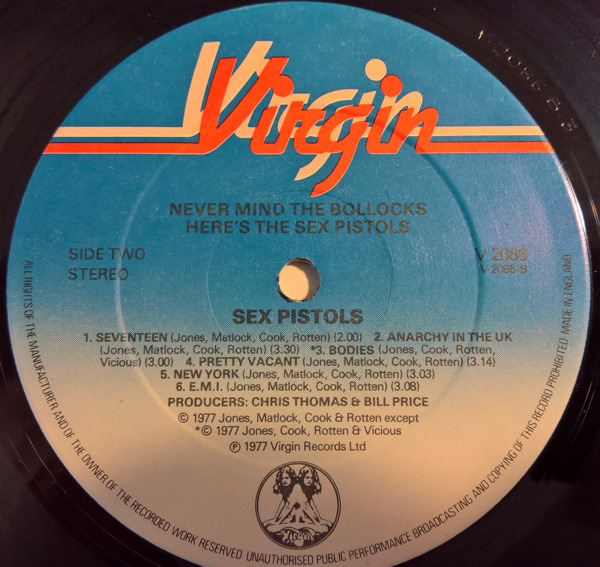 Virgin
NEVER MIND THE BOLLOCKS
HERE'S THE SEX PISTOLS
SIDE TWO
STEREO
V 2086
V 2086-B
SEX PISTOLS
1. SEVENTEEN (Jones, Matlock, Cook, Rotten) (2.00) 2. ANARCHY IN THE UK
(Jones, Matlock, Cook, Rotten) (3.30) *3. BODIES (Jones, Cook, Rotten,
Vicious) (3.00) 4. PRETTY VACANT (Jones, Matlock, Cook, Rotten) (3.14)
5. NEW YORK (Jones, Matlock, Cook, Rotten) (3.03)
6. E.M.I. (Jones, Matlock, Cook, Rotten) (3.08)
PRODUCERS: CHRIS THOMAS & BILL PRICE
© 1977 Jones, Matlock, Cook & Rotten except
*© 1977 Jones, Cook, Rotten & Vicious
℗ 1977 Virgin Records Ltd
Virgin
ALL RIGHTS OF THE MANUFACTURER AND OF THE OWNER OF THE RECORDED WORK RESERVED UNAUTHORISED PUBLIC PERFORMANCE BROADCASTING AND COPYING OF THIS RECORD PROHIBITED MADE IN ENGLAND